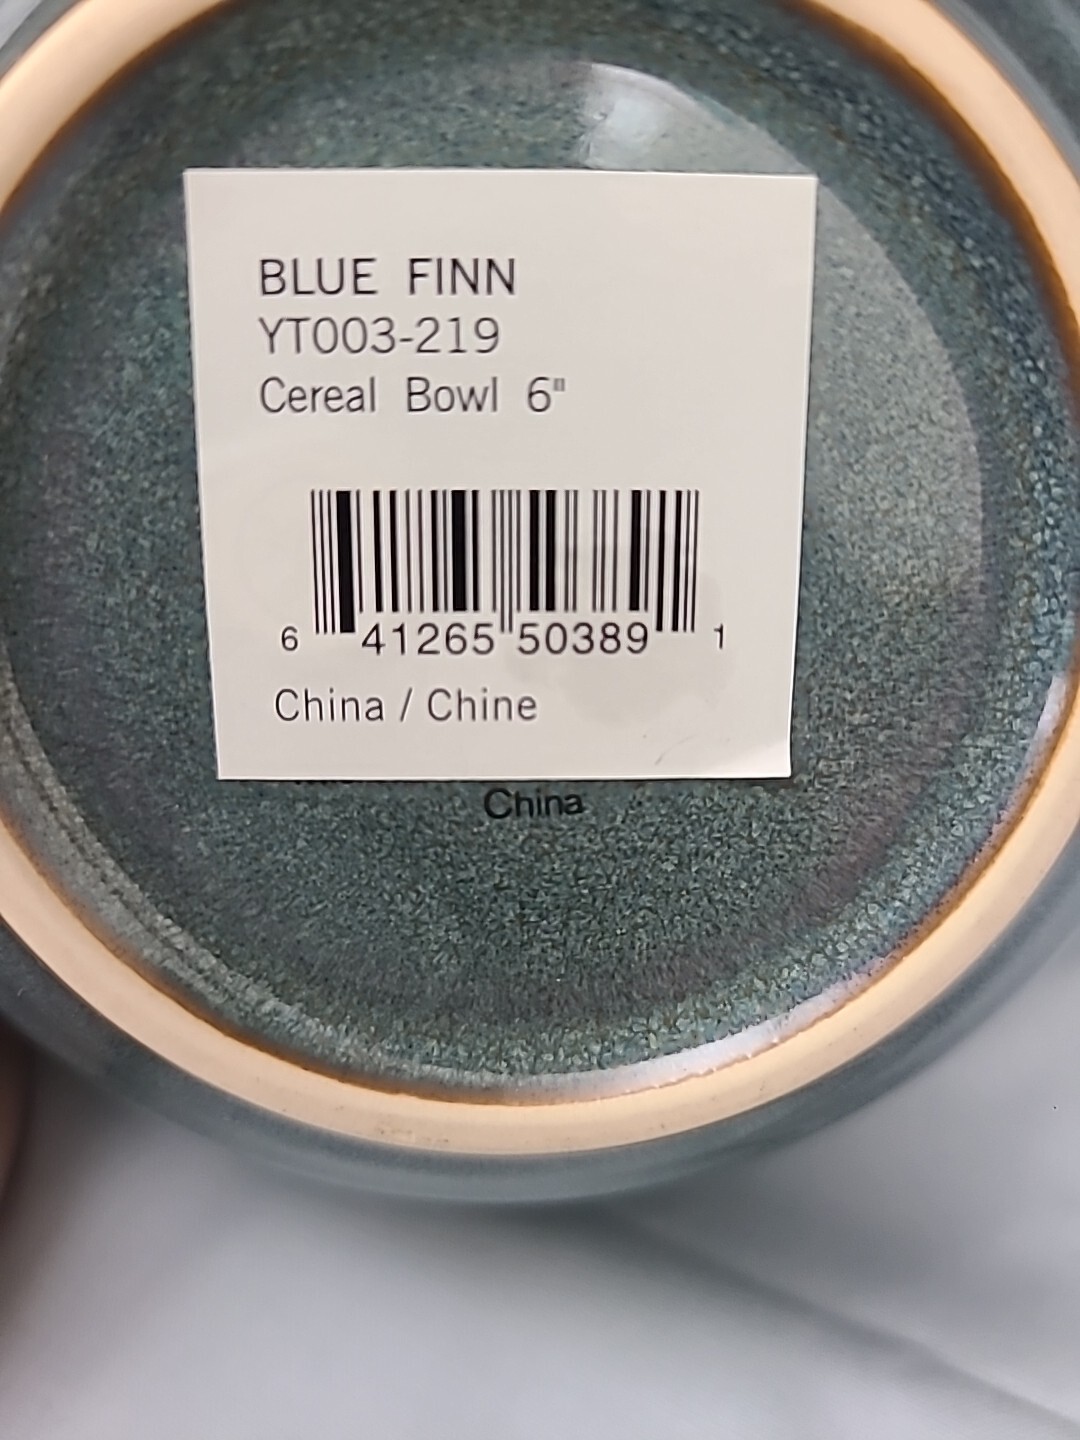 BLUE FINN
YT003-219
Cereal Bowl 6"
6 41265 50389 1
China / Chine
China